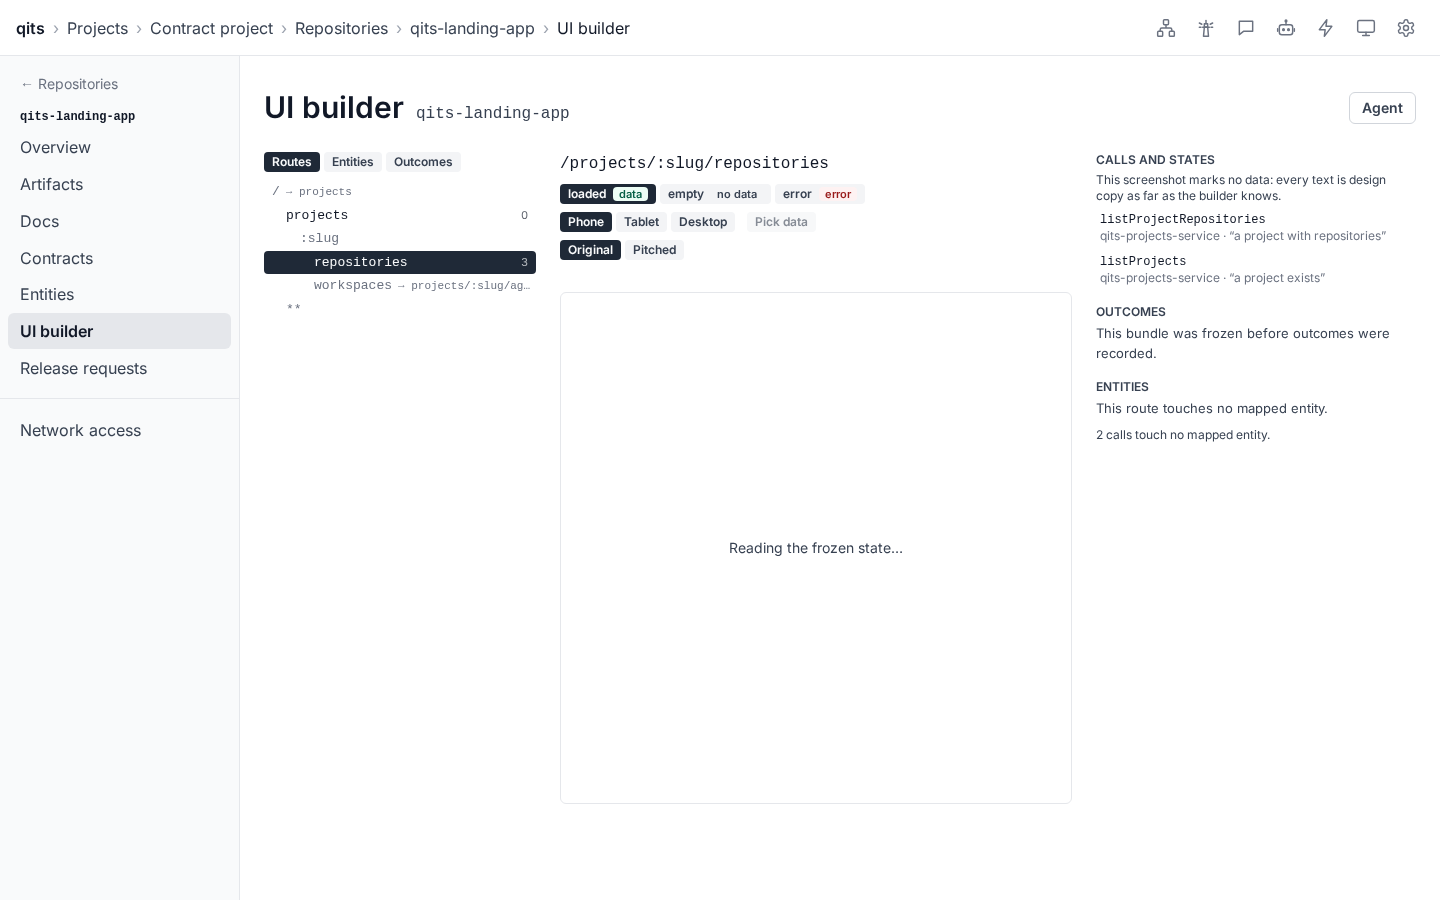 qits › Projects › Contract project › Repositories › qits-landing-app › UI builder
← Repositories
qits-landing-app
Overview
Artifacts
Docs
Contracts
Entities
UI builder
Release requests
Network access
UI builder qits-landing-app
Agent
Routes Entities Outcomes
/ → projects
projects 0
:slug
repositories 3
workspaces → projects/:slug/ag…
**
/projects/:slug/repositories
loaded data empty no data error error
Phone Tablet Desktop Pick data
Original Pitched
Reading the frozen state...
CALLS AND STATES
This screenshot marks no data: every text is design
copy as far as the builder knows.
listProjectRepositories
qits-projects-service · “a project with repositories”
listProjects
qits-projects-service · “a project exists”
OUTCOMES
This bundle was frozen before outcomes were
recorded.
ENTITIES
This route touches no mapped entity.
2 calls touch no mapped entity.